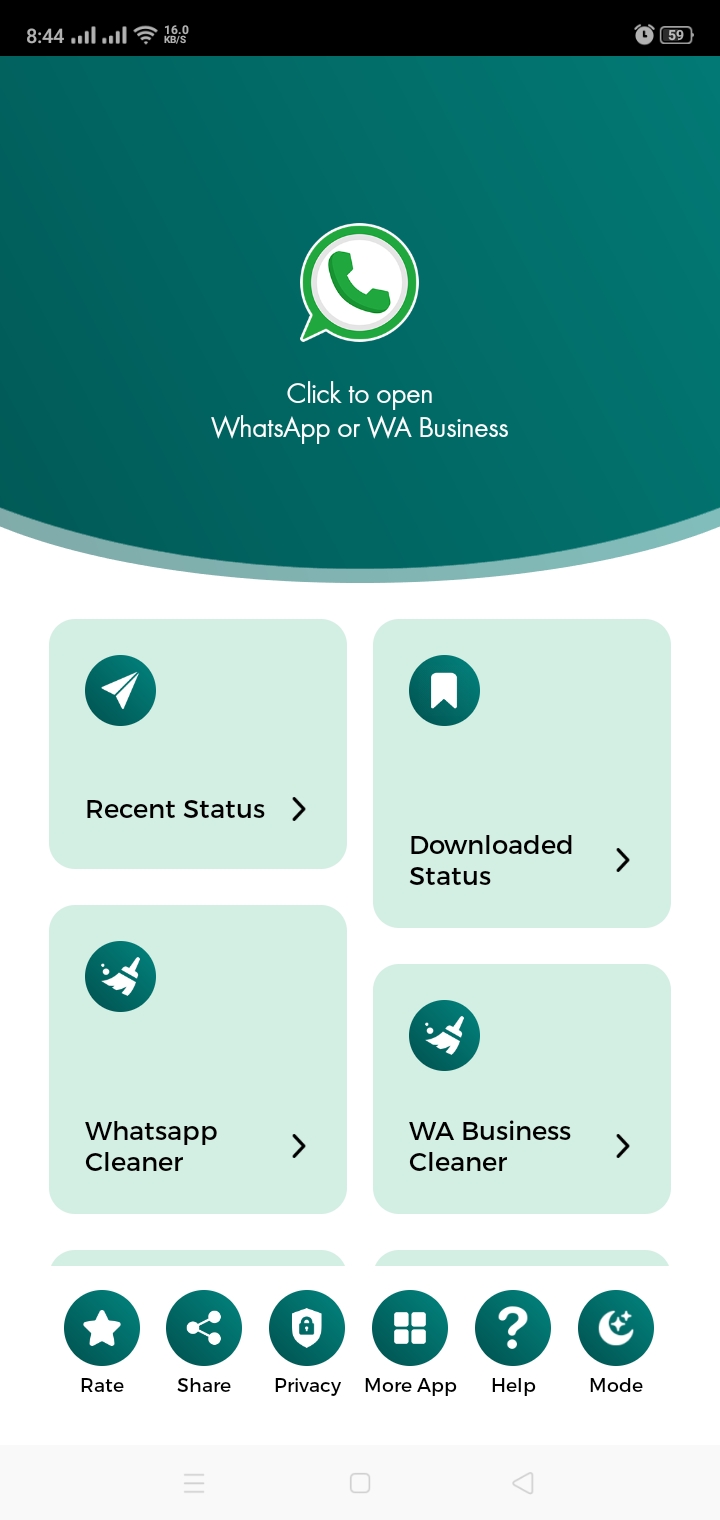 8:44
16.0
KB/S
59
Click to open
WhatsApp or WA Business
Recent Status
Downloaded
Status
Whatsapp
Cleaner
WA Business
Cleaner
Rate
Share
Privacy
More App
Help
Mode